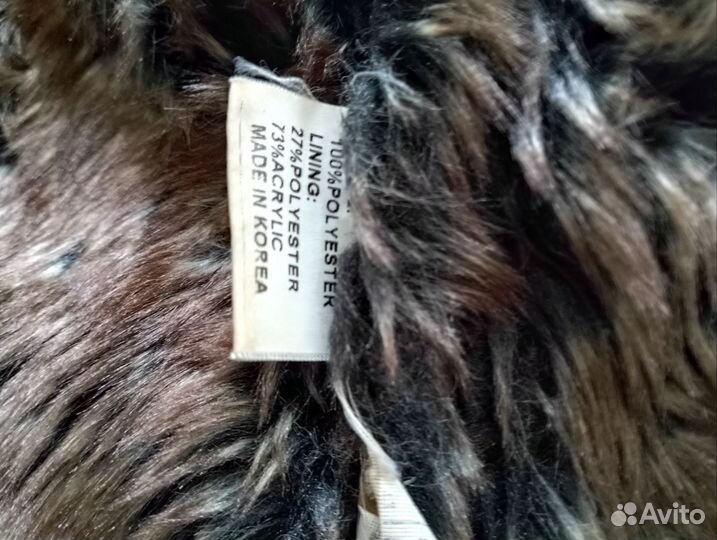 100%POLYESTER
LINING:
27%POLYESTER
73%ACRYLIC
MADE IN KOREA
Avito